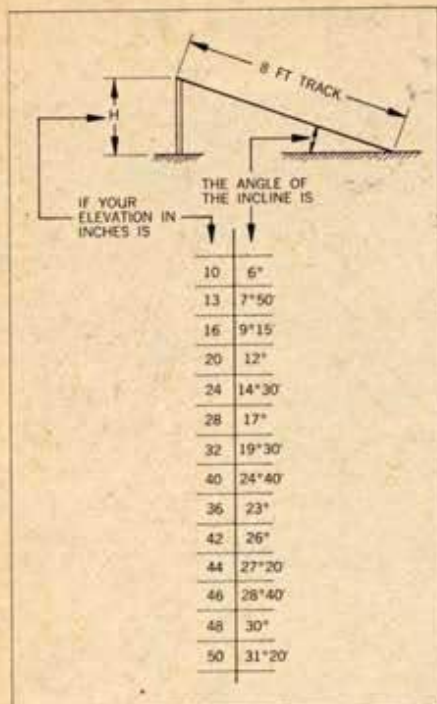 8 FT TRACK
H
THE ANGLE OF
THE INCLINE IS
IF YOUR
ELEVATION IN
INCHES IS
10 6°
13 7°50'
16 9°15'
20 12°
24 14°30'
28 17°
32 19°30'
40 24°40'
36 23°
42 26°
44 27°20'
46 28°40'
48 30°
50 31°20'